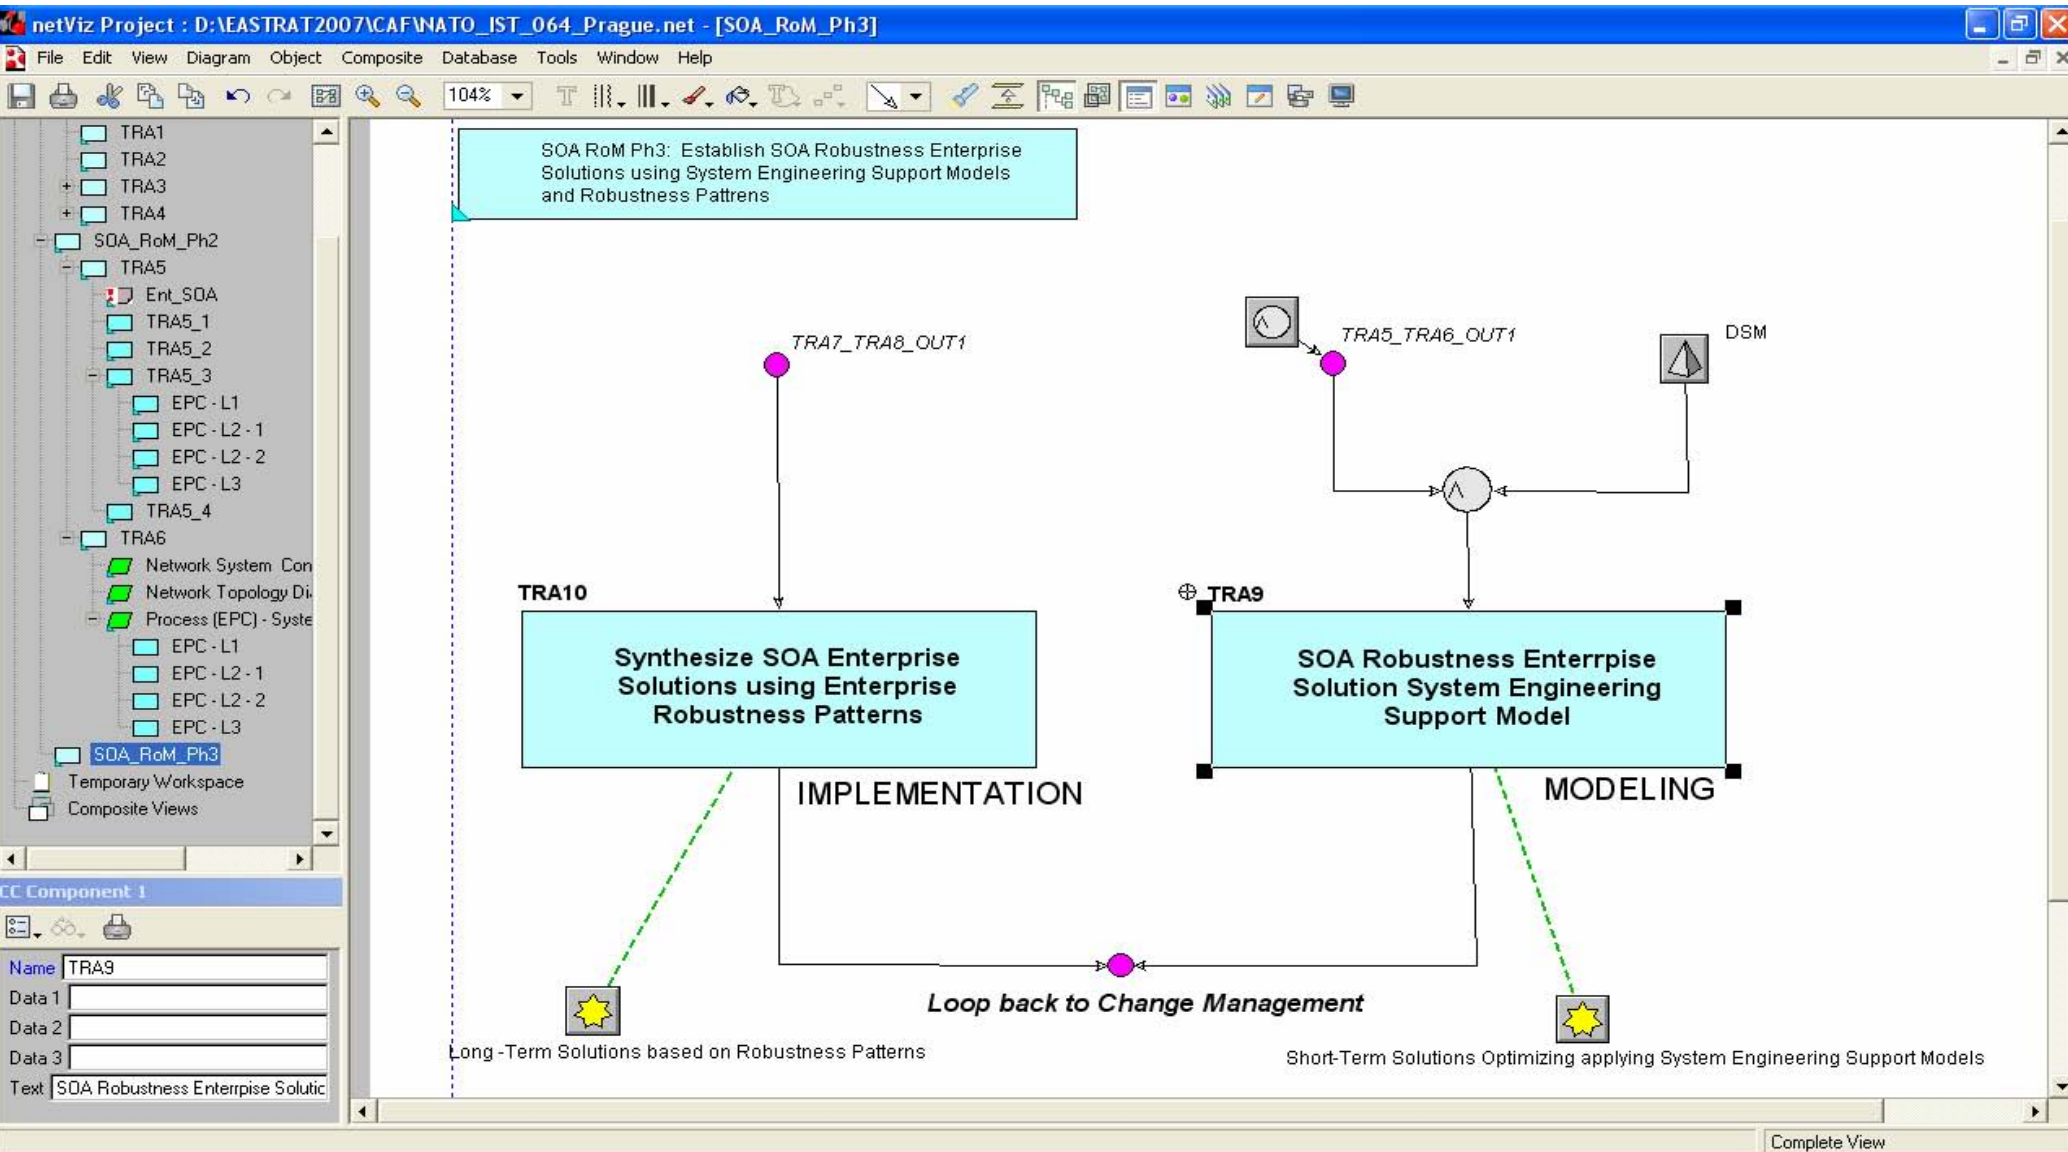 netViz Project : D:\EASTRAT2007\CAF\NATO_IST_064_Prague.net - [SOA_RoM_Ph3]
File Edit View Diagram Object Composite Database Tools Window Help
104%
TRA1
TRA2
TRA3
TRA4
SOA_RoM_Ph2
TRA5
Ent_SOA
TRA5_1
TRA5_2
TRA5_3
EPC - L1
EPC - L2 - 1
EPC - L2 - 2
EPC - L3
TRA5_4
TRA6
Network System Con
Network Topology Di
Process (EPC) - Syste
EPC - L1
EPC - L2 - 1
EPC - L2 - 2
EPC - L3
SOA_RoM_Ph3
Temporary Workspace
Composite Views
CC Component 1
Name TRA9
Data 1
Data 2
Data 3
Text SOA Robustness Enterrpise Solutic
SOA RoM Ph3: Establish SOA Robustness Enterprise
Solutions using System Engineering Support Models
and Robustness Pattrens
TRA7_TRA8_OUT1
TRA5_TRA6_OUT1
DSM
TRA10
Synthesize SOA Enterprise
Solutions using Enterprise
Robustness Patterns
IMPLEMENTATION
TRA9
SOA Robustness Enterrpise
Solution System Engineering
Support Model
MODELING
Loop back to Change Management
Long -Term Solutions based on Robustness Patterns
Short-Term Solutions Optimizing applying System Engineering Support Models
Complete View